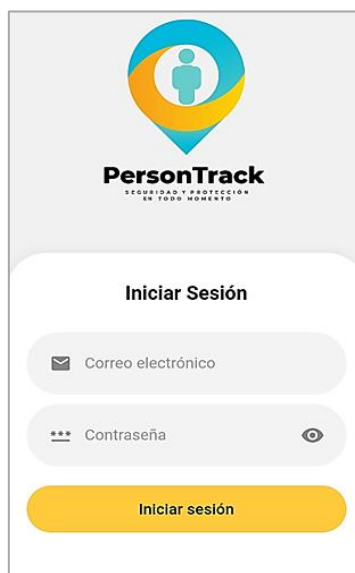 PersonTrack
SEGURIDAD Y PROTECCIÓN
EN TODO MOMENTO
Iniciar Sesión
Correo electrónico
*** Contraseña
Iniciar sesión